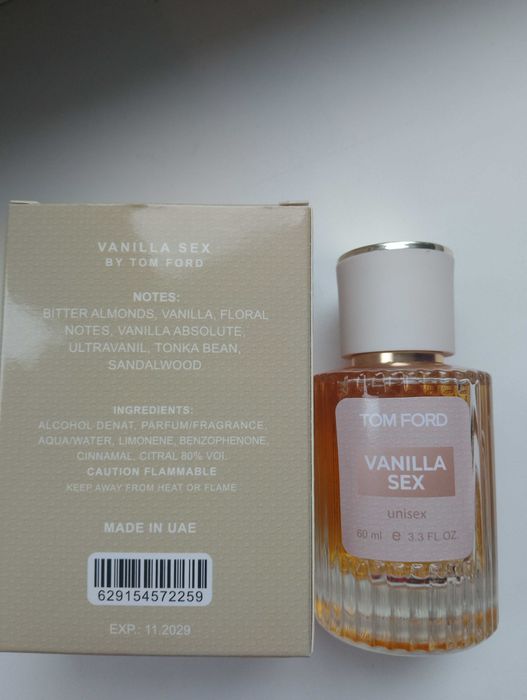 VANILLA SEX
BY TOM FORD
NOTES:
BITTER ALMONDS, VANILLA, FLORAL
NOTES, VANILLA ABSOLUTE,
ULTRAVANIL, TONKA BEAN,
SANDALWOOD
INGREDIENTS:
ALCOHOL DENAT, PARFUM/FRAGRANCE,
AQUA/WATER, LIMONENE, BENZOPHENONE,
CINNAMAL, CITRAL 80% VOL.
CAUTION FLAMMABLE
KEEP AWAY FROM HEAT OR FLAME
MADE IN UAE
629154572259
EXP.: 11.2029
TOM FORD
VANILLA
SEX
unisex
60 ml e 3.3 FL OZ.